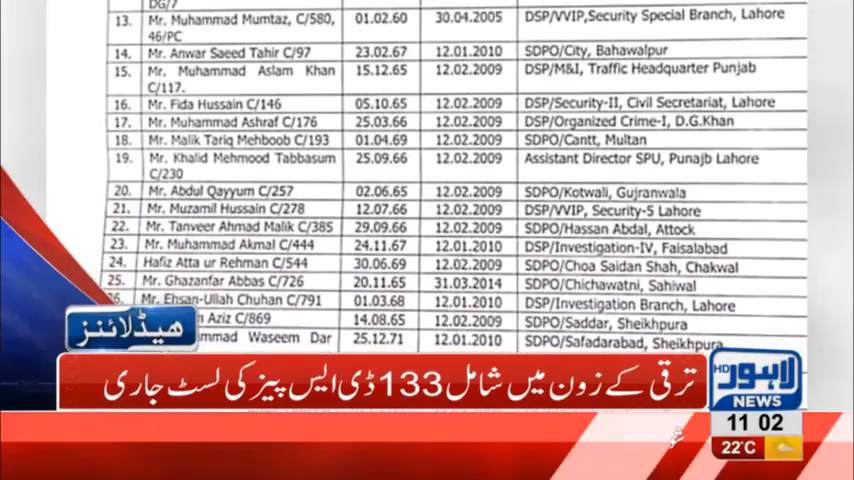 DG/7
13. Mr. Muhammad Mumtaz, C/580, 01.02.60 30.04.2005 DSP/VVIP,Security Special Branch, Lahore
46/PC
14. Mr. Anwar Saeed Tahir C/97 23.02.67 12.01.2010 SDPO/City, Bahawalpur
15. Mr. Muhammad Aslam Khan 15.12.65 12.02.2009 DSP/M&I, Traffic Headquarter Punjab
C/117.
16. Mr. Fida Hussain C/146 05.10.65 12.02.2009 DSP/Security-II, Civil Secretariat, Lahore
17. Mr. Muhammad Ashraf C/176 25.03.66 12.02.2009 DSP/Organized Crime-I, D.G.Khan
18. Mr. Malik Tariq Mehboob C/193 01.04.69 12.02.2009 SDPO/Cantt, Multan
19. Mr. Khalid Mehmood Tabbasum 25.09.66 12.02.2009 Assistant Director SPU, Punajb Lahore
C/230
20. Mr. Abdul Qayyum C/257 02.06.65 12.02.2009 SDPO/Kotwali, Gujranwala
21. Mr. Muzamil Hussain C/278 12.07.66 12.02.2009 DSP/VVIP, Security-5 Lahore
22. Mr. Tanveer Ahmad Malik C/385 29.09.66 12.02.2009 SDPO/Hassan Abdal, Attock
23. Mr. Muhammad Akmal C/444 24.11.67 12.01.2010 DSP/Investigation-IV, Faisalabad
24. Hafiz Atta ur Rehman C/544 30.06.69 12.02.2009 SDPO/Choa Saidan Shah, Chakwal
25. Mr. Ghazanfar Abbas C/726 20.11.65 31.03.2014 SDPO/Chichawatni, Sahiwal
26. Mr. Ehsan-Ullah Chuhan C/791 01.03.68 12.01.2010 DSP/Investigation Branch, Lahore
Aziz C/869 14.08.65 12.02.2009 SDPO/Saddar, Sheikhpura
Waseem Dar 25.12.71 12.01.2010 SDPO/Safadarabad, Sheikhpura
ہیڈلائنز
ترقی کے زون میں شامل 133 ڈی ایس پیز کی لسٹ جاری
لاہور HD
NEWS
11 02
22°C